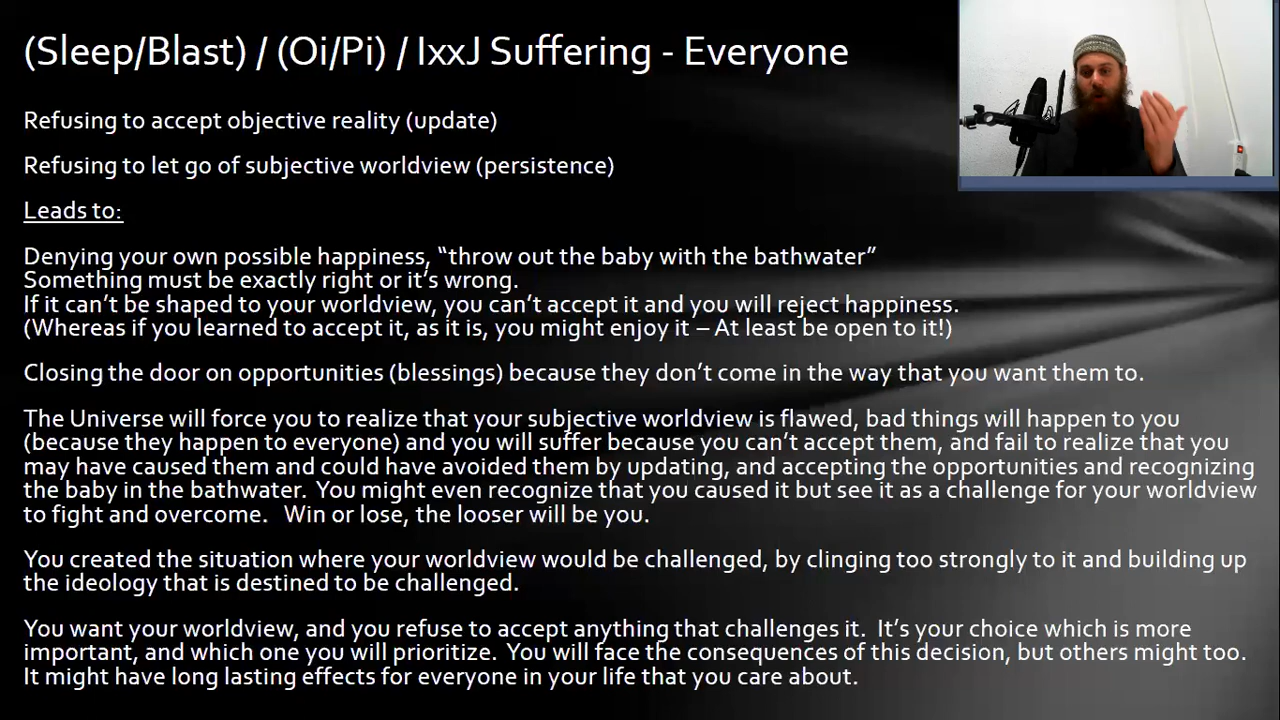 (Sleep/Blast) / (Oi/Pi) / IxxJ Suffering - Everyone
Refusing to accept objective reality (update)
Refusing to let go of subjective worldview (persistence)
Leads to:
Denying your own possible happiness, “throw out the baby with the bathwater”
Something must be exactly right or it’s wrong.
If it can’t be shaped to your worldview, you can’t accept it and you will reject happiness.
(Whereas if you learned to accept it, as it is, you might enjoy it – At least be open to it!)
Closing the door on opportunities (blessings) because they don’t come in the way that you want them to.
The Universe will force you to realize that your subjective worldview is flawed, bad things will happen to you
(because they happen to everyone) and you will suffer because you can’t accept them, and fail to realize that you
may have caused them and could have avoided them by updating, and accepting the opportunities and recognizing
the baby in the bathwater.  You might even recognize that you caused it but see it as a challenge for your worldview
to fight and overcome.   Win or lose, the looser will be you.
You created the situation where your worldview would be challenged, by clinging too strongly to it and building up
the ideology that is destined to be challenged.
You want your worldview, and you refuse to accept anything that challenges it.  It’s your choice which is more
important, and which one you will prioritize.  You will face the consequences of this decision, but others might too.
It might have long lasting effects for everyone in your life that you care about.